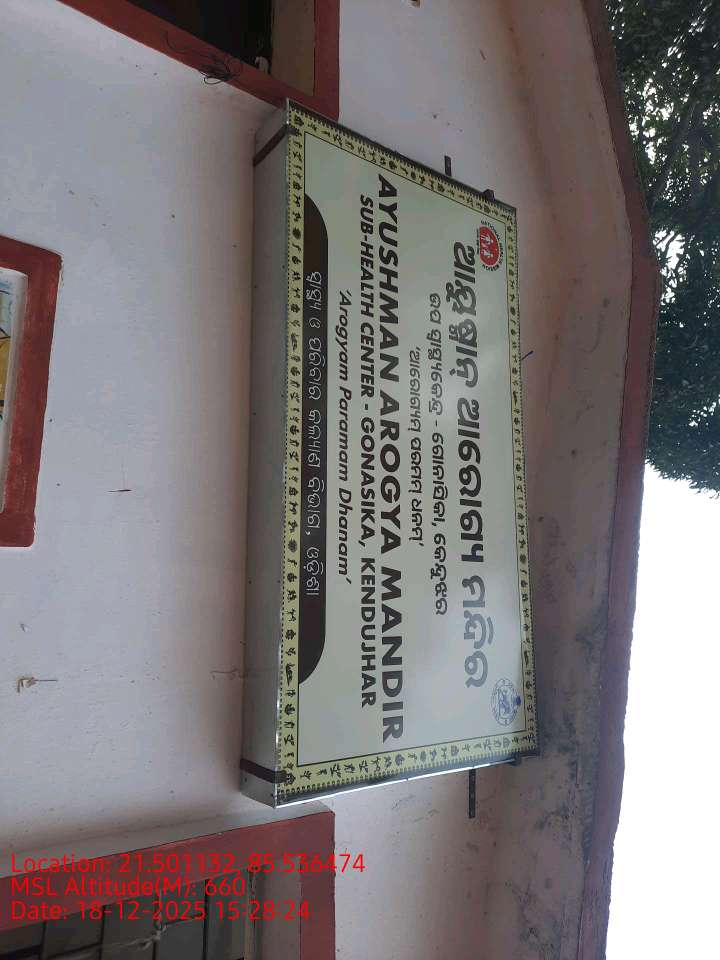 ଆୟୁଷ୍ମାନ ଆରୋଗ୍ୟ ମନ୍ଦିର
ଉପ ସ୍ୱାସ୍ଥ୍ୟକେନ୍ଦ୍ର - ଗୋନାସିକା, କେନ୍ଦୁଝର
'ଆରୋଗ୍ୟମ୍ ପରମମ୍ ଧନମ୍'
AYUSHMAN AROGYA MANDIR
SUB-HEALTH CENTER - GONASIKA, KENDUJHAR
'Arogyam Paramam Dhanam'
ସ୍ୱାସ୍ଥ୍ୟ ଓ ପରିବାର କଲ୍ୟାଣ ବିଭାଗ, ଓଡ଼ିଶା
Location: 21.501132, 85.536474
MSL Altitude(M): 660
Date: 18-12-2025 15:28:24